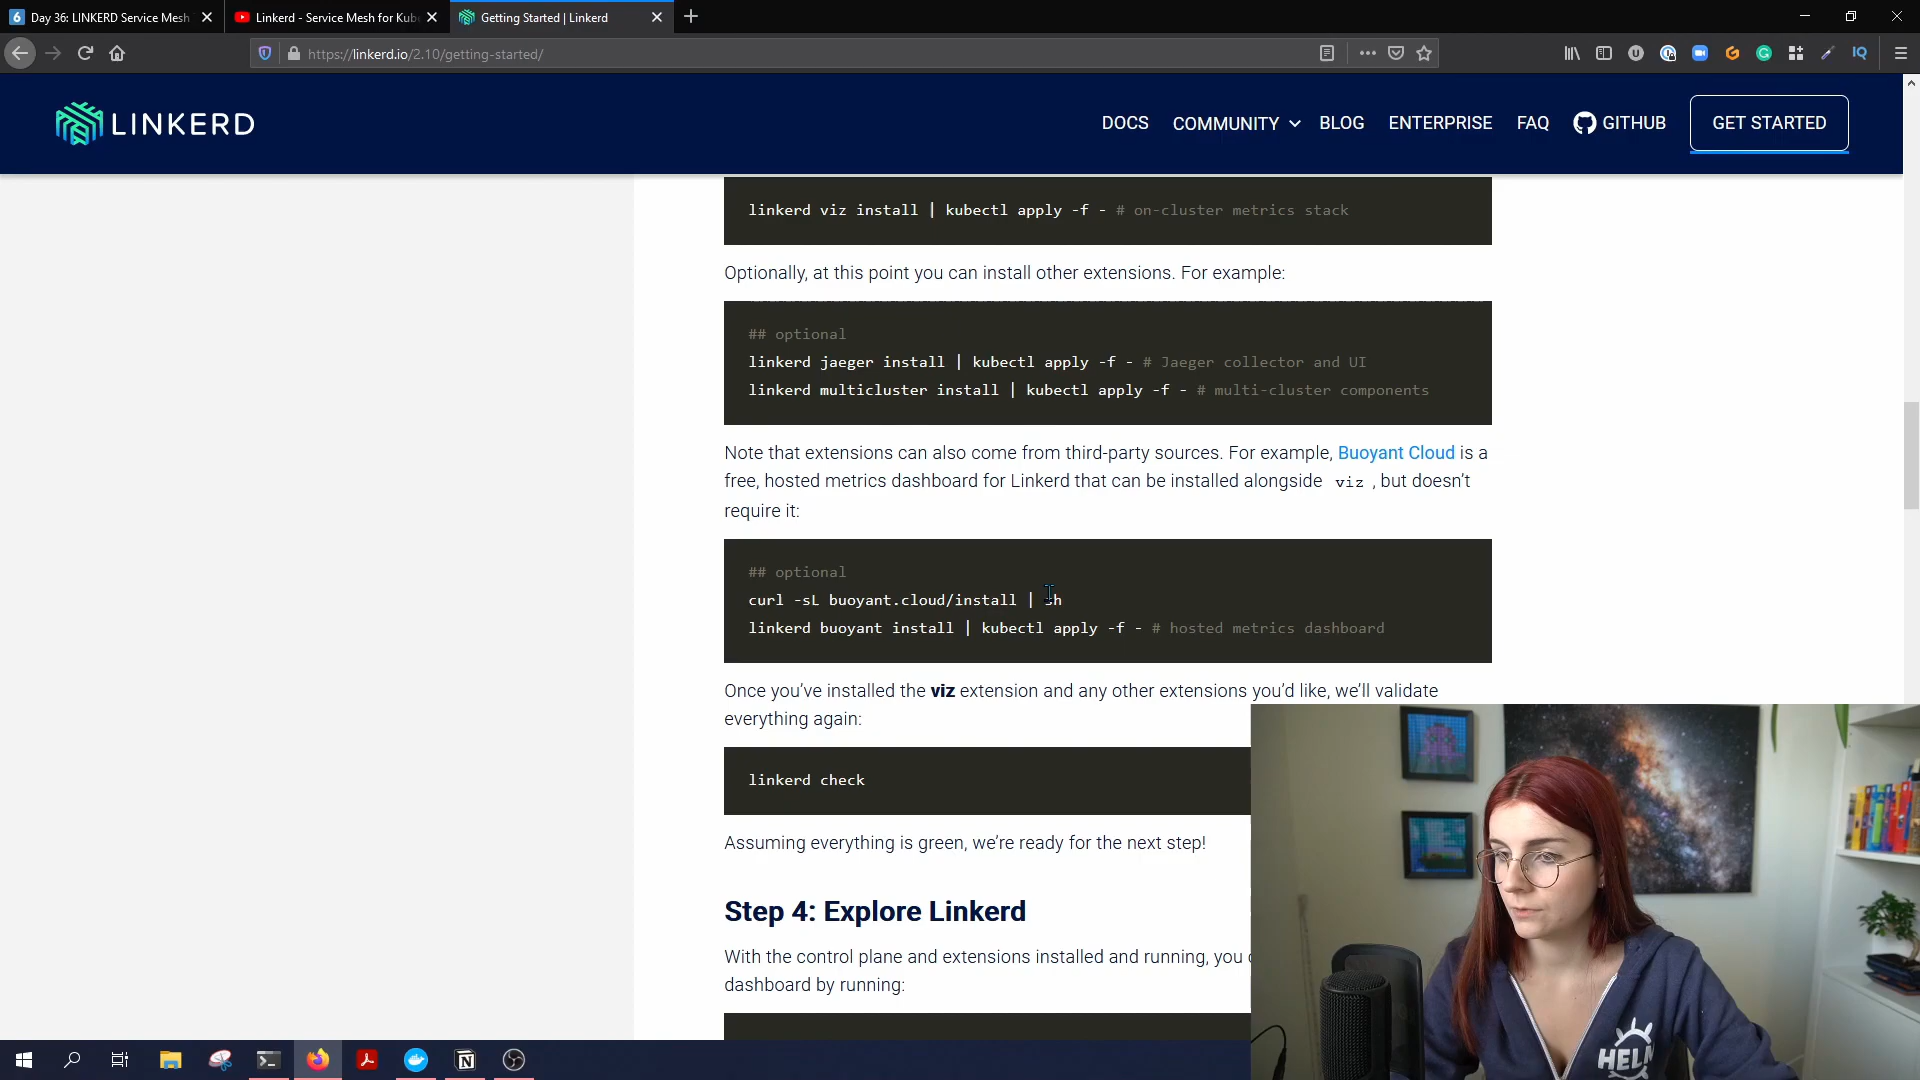 Day 36: LINKERD Service Mesh
Linkerd - Service Mesh for Kub
Getting Started | Linkerd
https://linkerd.io/2.10/getting-started/
LINKERD
DOCS
COMMUNITY
BLOG
ENTERPRISE
FAQ
GITHUB
GET STARTED
linkerd viz install | kubectl apply -f - # on-cluster metrics stack
Optionally, at this point you can install other extensions. For example:
## optional
linkerd jaeger install | kubectl apply -f - # Jaeger collector and UI
linkerd multicluster install | kubectl apply -f - # multi-cluster components
Note that extensions can also come from third-party sources. For example, Buoyant Cloud is a
free, hosted metrics dashboard for Linkerd that can be installed alongside viz , but doesn't
require it:
## optional
curl -sL buoyant.cloud/install | sh
linkerd buoyant install | kubectl apply -f - # hosted metrics dashboard
Once you've installed the viz extension and any other extensions you'd like, we'll validate
everything again:
linkerd check
Assuming everything is green, we're ready for the next step!
Step 4: Explore Linkerd
With the control plane and extensions installed and running, you
dashboard by running:
HELM